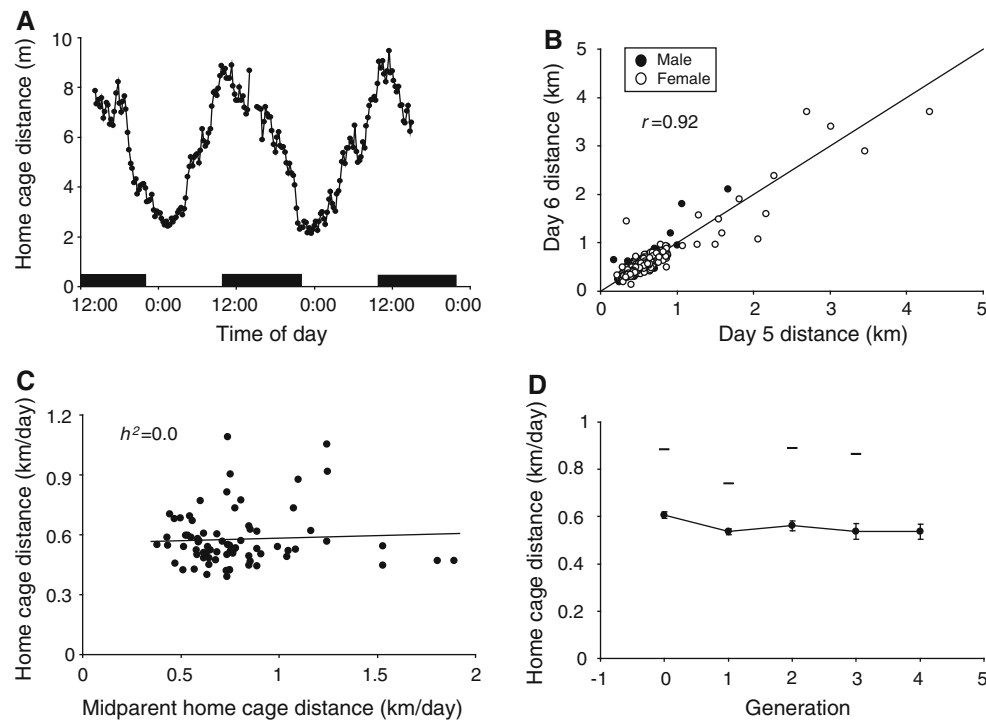 A
Home cage distance (m)
10
8
6
4
2
0
12:00 0:00 12:00 0:00 12:00 0:00
Time of day
B
Day 6 distance (km)
5
4
3
2
1
0
Male
Female
r=0.92
0 1 2 3 4 5
Day 5 distance (km)
C
Home cage distance (km/day)
1.2
0.9
0.6
0.3
0
h²=0.0
0 0.5 1 1.5 2
Midparent home cage distance (km/day)
D
Home cage distance (km/day)
1
0.8
0.6
0.4
0.2
0
-1 0 1 2 3 4 5
Generation